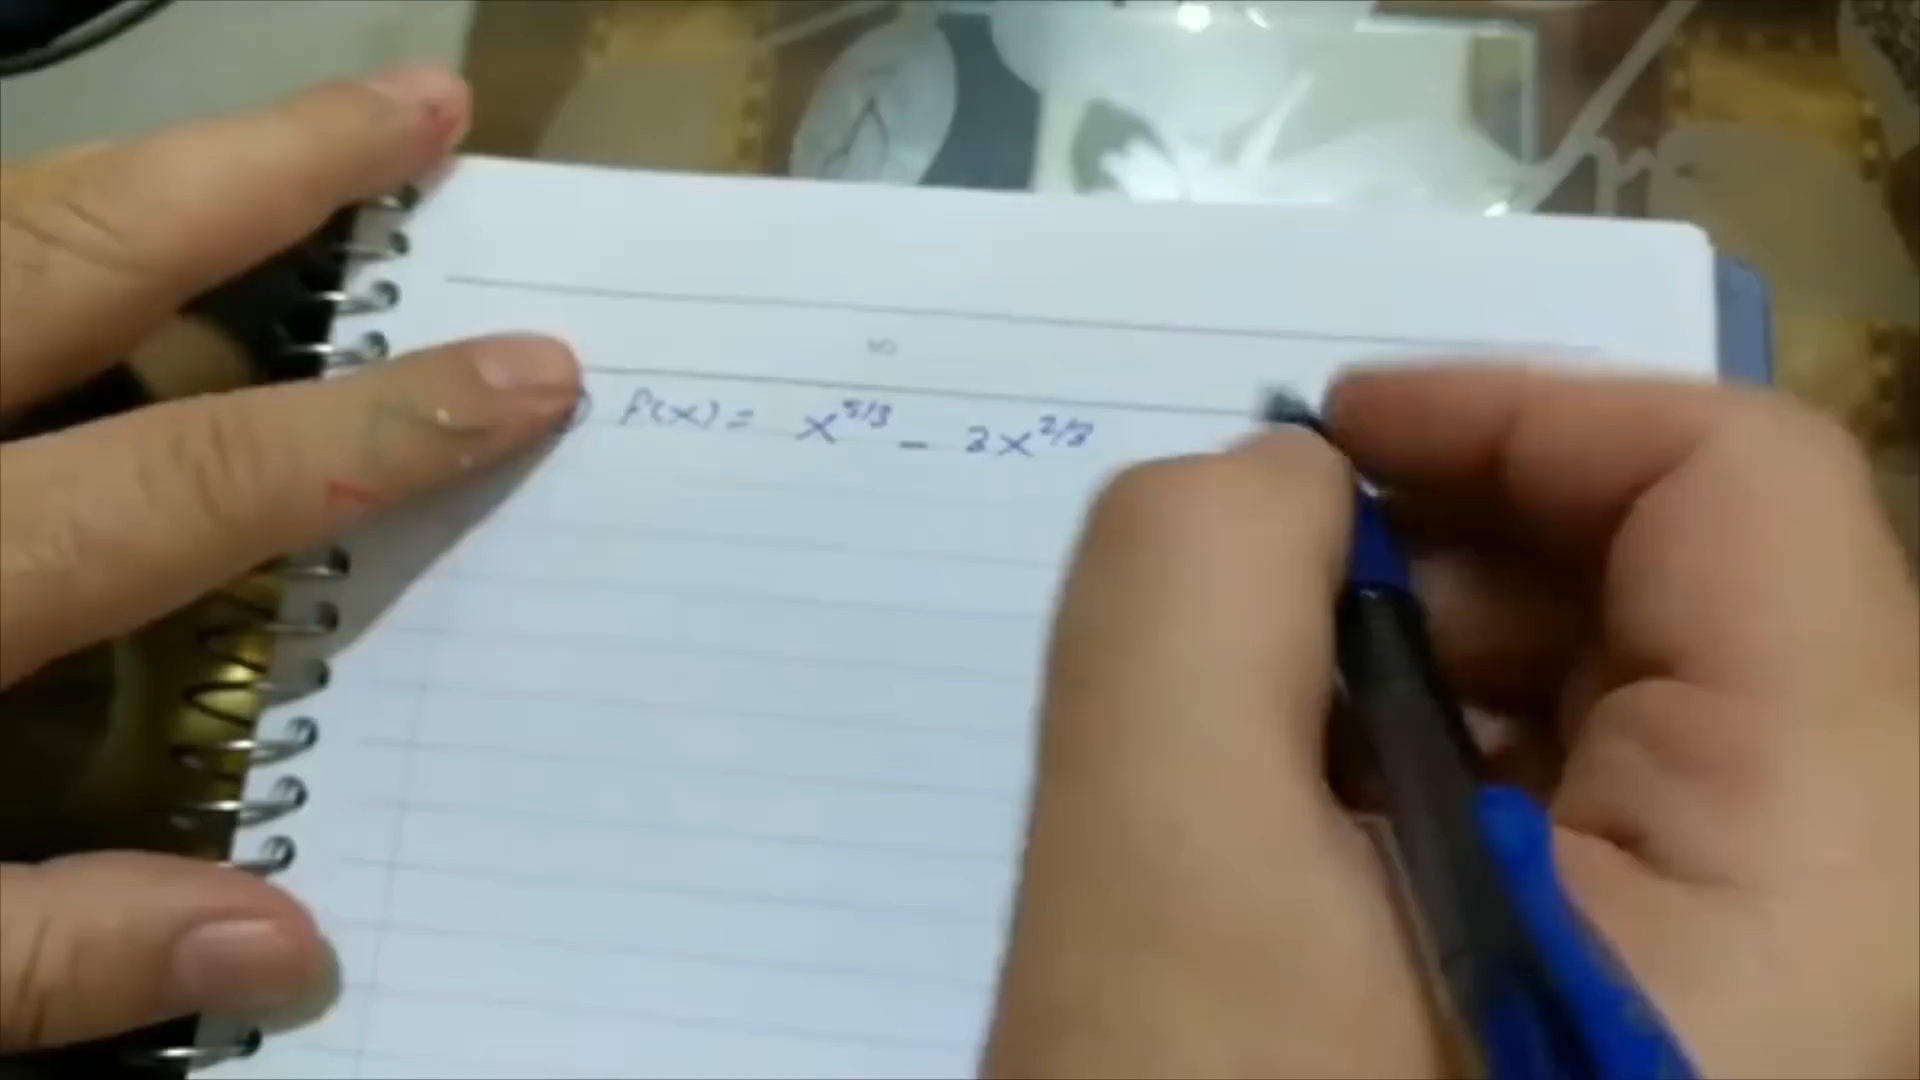 f(x) = x^5/3 - 2x^2/3